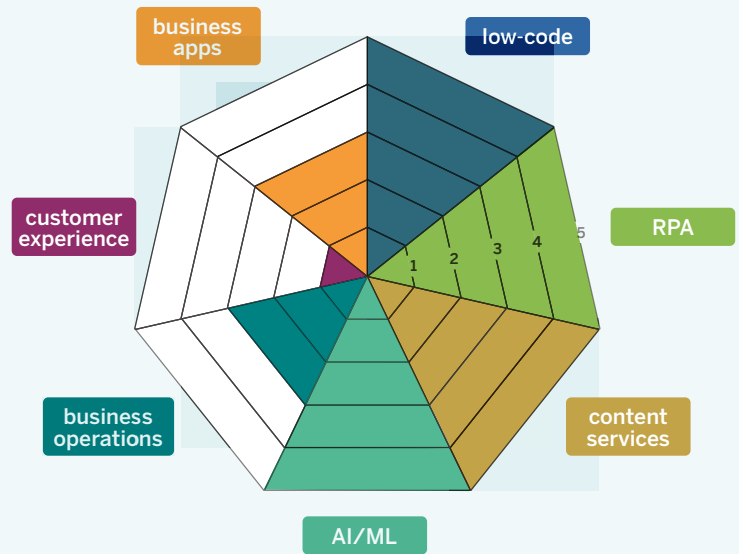 business
apps
low-code
customer
experience
RPA
1 2 3 4 5
business
operations
content
services
AI/ML